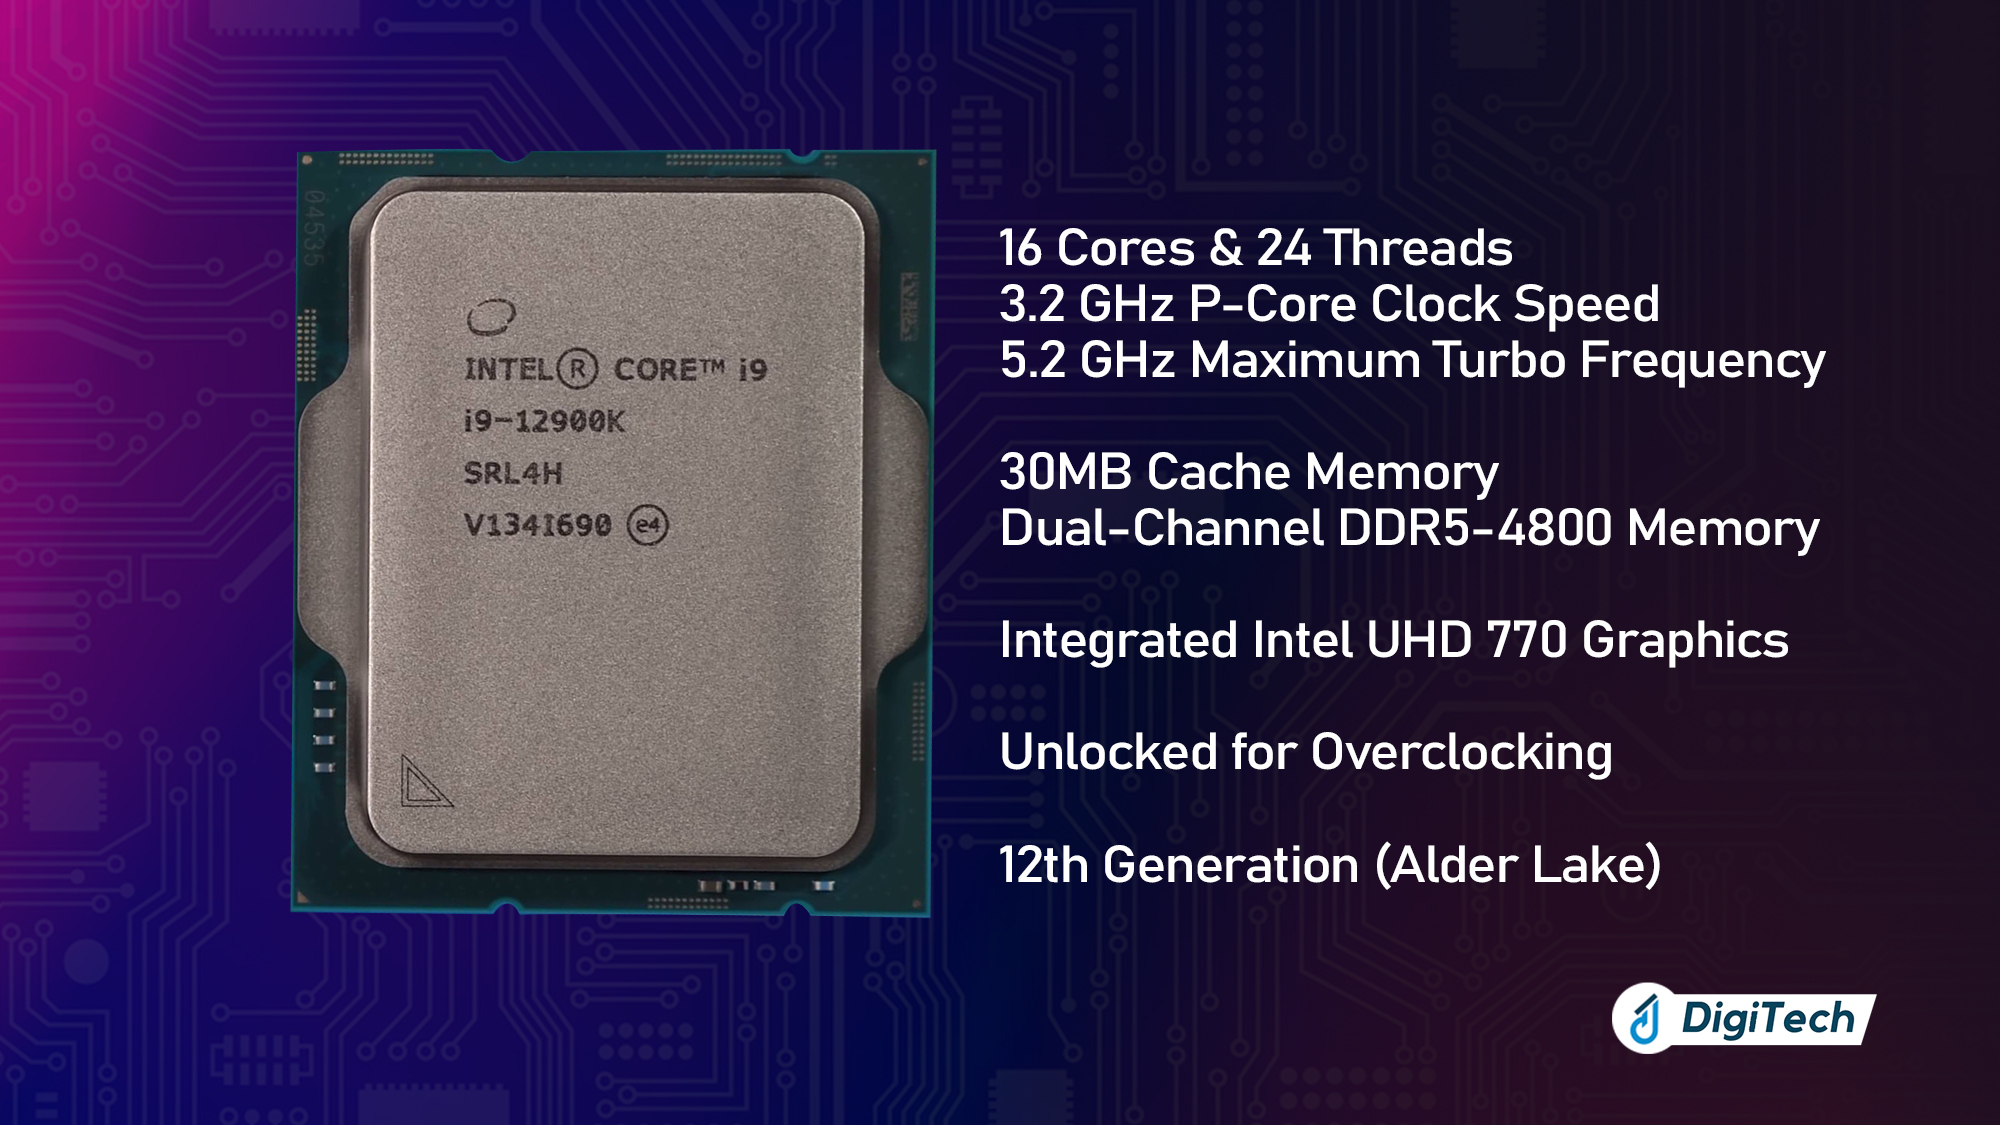 04535
INTEL® CORE™ i9
i9-12900K
SRL4H
V134I690 e4
16 Cores & 24 Threads
3.2 GHz P-Core Clock Speed
5.2 GHz Maximum Turbo Frequency
30MB Cache Memory
Dual-Channel DDR5-4800 Memory
Integrated Intel UHD 770 Graphics
Unlocked for Overclocking
12th Generation (Alder Lake)
DigiTech